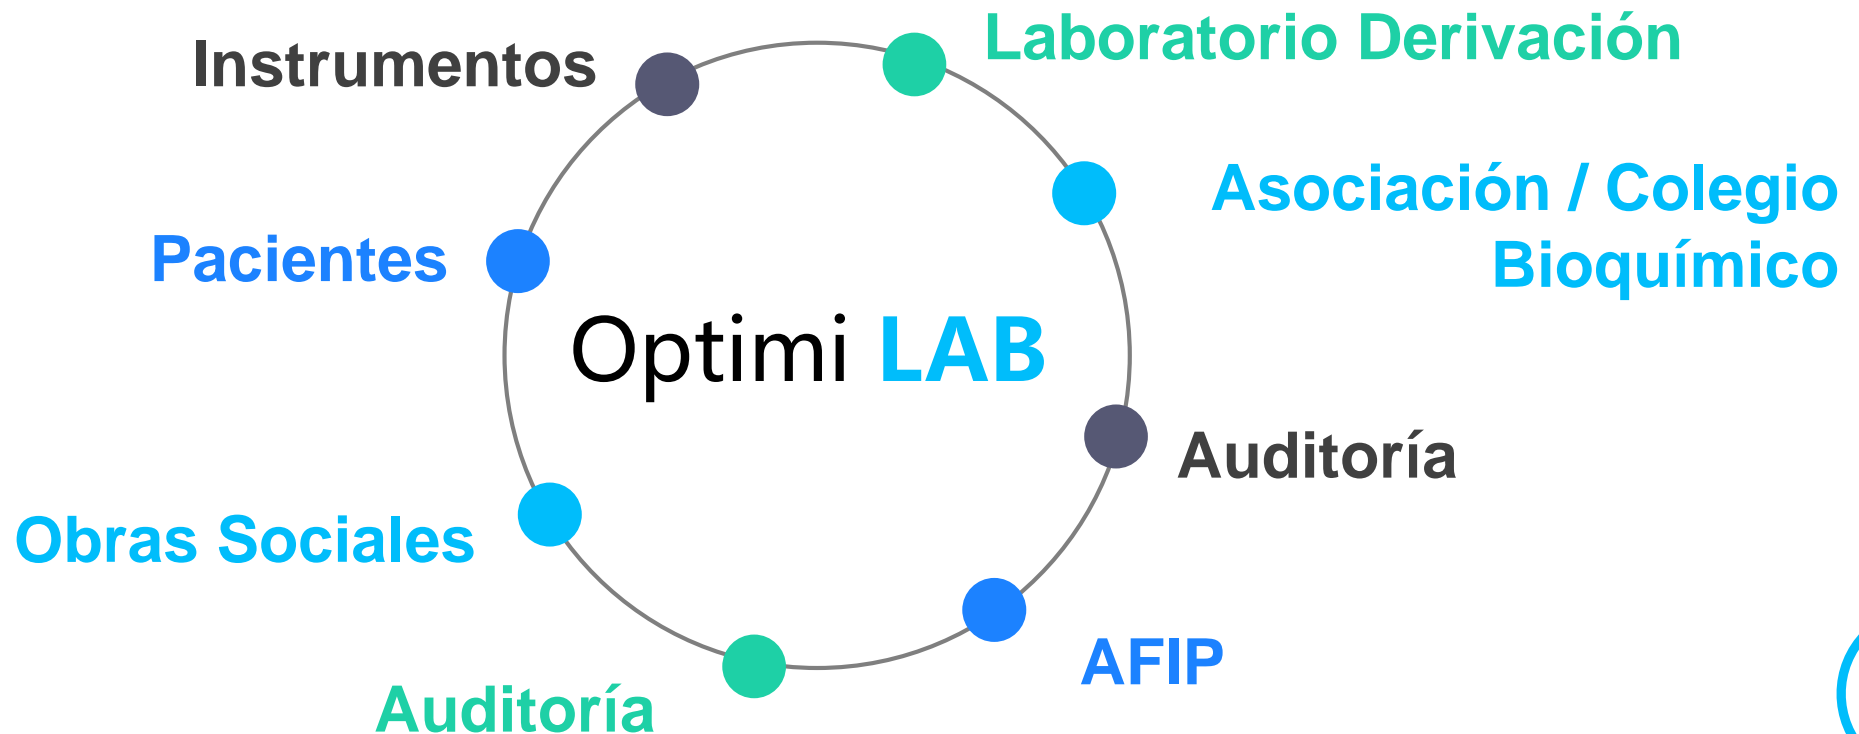 Instrumentos
Laboratorio Derivación
Asociación / Colegio
Bioquímico
Pacientes
Optimi LAB
Auditoría
Obras Sociales
AFIP
Auditoría